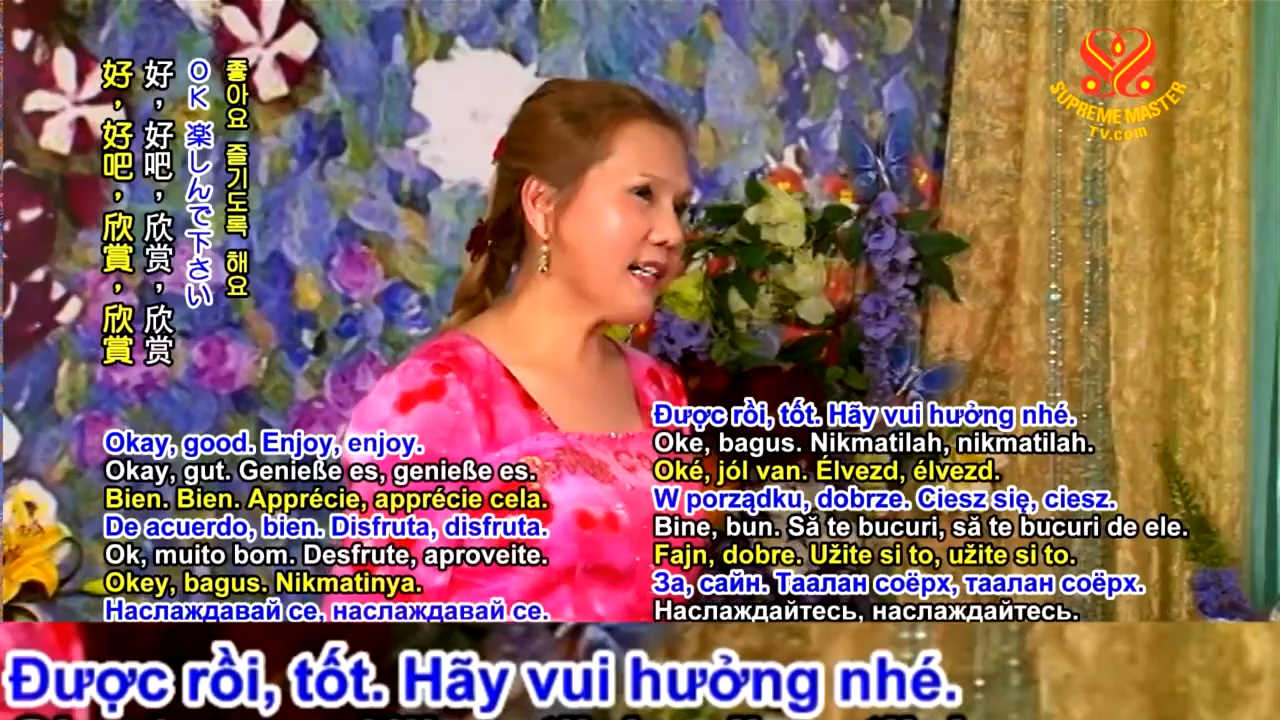 好，好吧，欣賞，欣賞
好，好吧，欣赏，欣赏
OK 楽しんで下さい
좋아요 즐기도록 해요
SUPREME MASTER
TV.com
Okay, good. Enjoy, enjoy.
Okay, gut. Genieße es, genieße es.
Bien. Bien. Apprécie, apprécie cela.
De acuerdo, bien. Disfruta, disfruta.
Ok, muito bom. Desfrute, aproveite.
Okey, bagus. Nikmatinya.
Наслаждавай се, наслаждавай се.
Được rồi, tốt. Hãy vui hưởng nhé.
Oke, bagus. Nikmatilah, nikmatilah.
Oké, jól van. Élvezd, élvezd.
W porządku, dobrze. Ciesz się, ciesz.
Bine, bun. Să te bucuri, să te bucuri de ele.
Fajn, dobre. Užite si to, užite si to.
За, сайн. Таалан соёрх, таалан соёрх.
Наслаждайтесь, наслаждайтесь.
Được rồi, tốt. Hãy vui hưởng nhé.